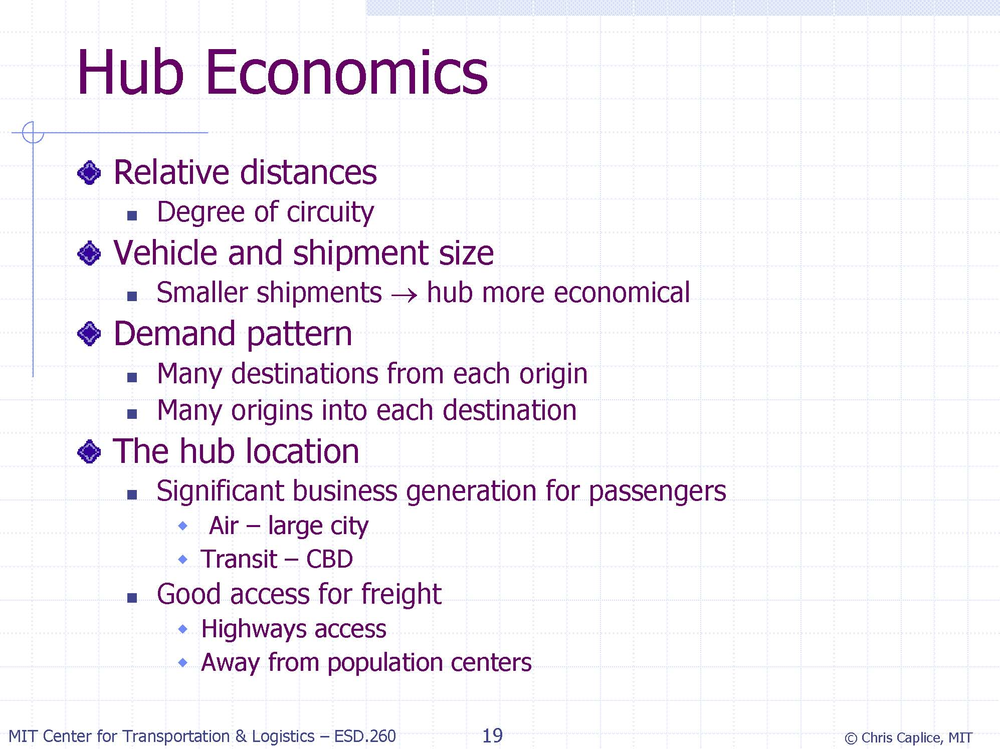 Hub Economics
Relative distances
Degree of circuity
Vehicle and shipment size
Smaller shipments → hub more economical
Demand pattern
Many destinations from each origin
Many origins into each destination
The hub location
Significant business generation for passengers
Air – large city
Transit – CBD
Good access for freight
Highways access
Away from population centers
MIT Center for Transportation & Logistics – ESD.260
19
© Chris Caplice, MIT